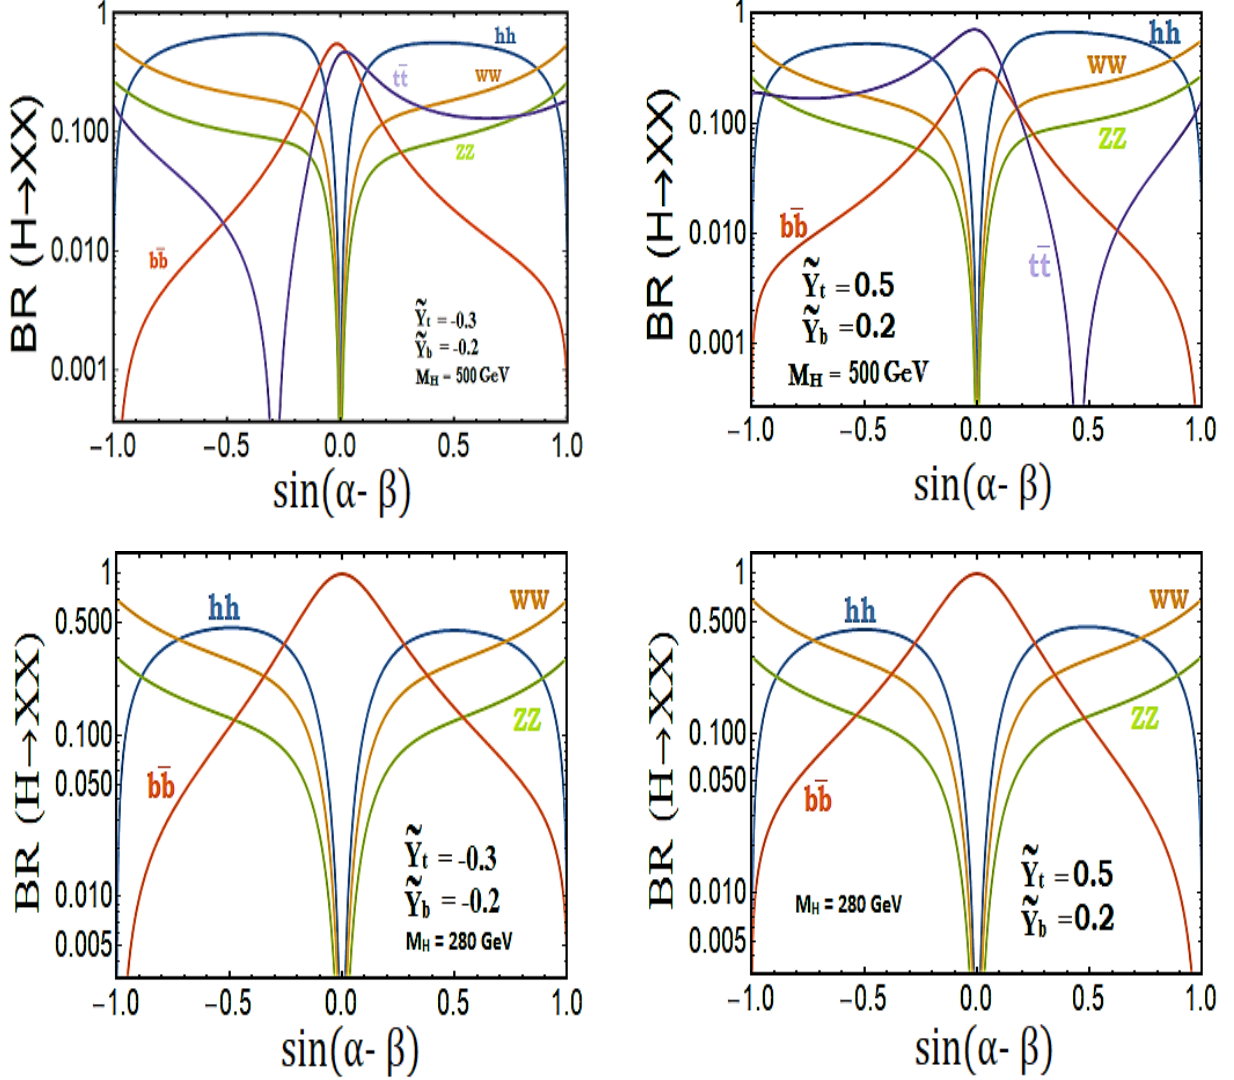 BR (H→XX)
1
0.100
0.010
0.001
hh
WW
tt̄
ZZ
bb̄
Ỹt = -0.3
Ỹb = -0.2
MH = 500 GeV
−1.0 −0.5 0.0 0.5 1.0
sin(α- β)
BR (H→XX)
1
0.100
0.010
0.001
hh
WW
ZZ
bb̄
tt̄
Ỹt = 0.5
Ỹb = 0.2
MH = 500 GeV
−1.0 −0.5 0.0 0.5 1.0
sin(α- β)
BR (H→XX)
1
0.500
0.100
0.050
0.010
0.005
hh
WW
ZZ
bb̄
Ỹt = -0.3
Ỹb = -0.2
MH = 280 GeV
−1.0 −0.5 0.0 0.5 1.0
sin(α- β)
BR (H→XX)
1
0.500
0.100
0.050
0.010
0.005
hh
WW
ZZ
bb̄
Ỹt = 0.5
Ỹb = 0.2
MH = 280 GeV
−1.0 −0.5 0.0 0.5 1.0
sin(α- β)